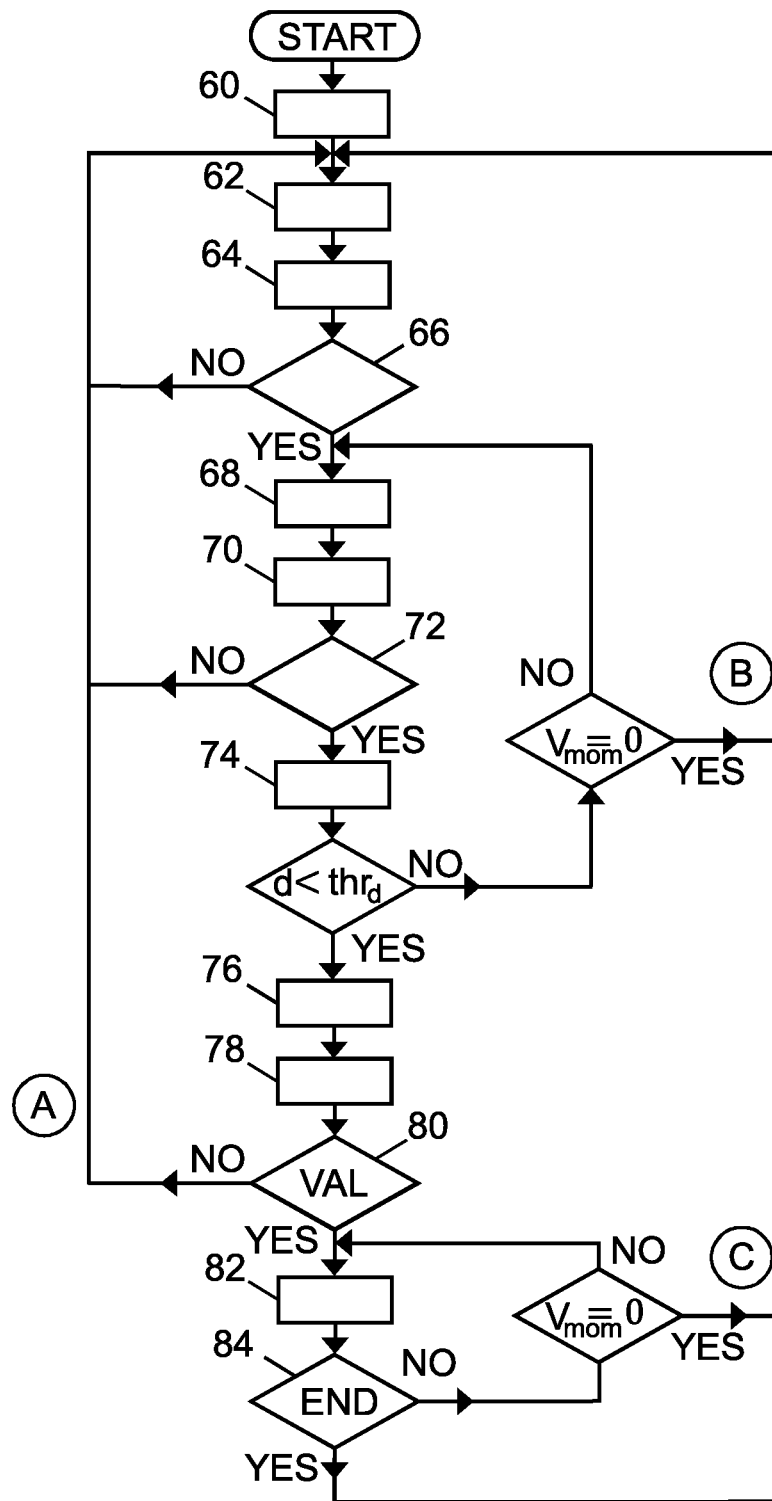 START
60
62
64
66
NO
YES
68
70
72
NO
YES
NO
B
V_mom = 0
YES
74
d < thr_d
NO
YES
76
78
A
80
NO
VAL
YES
NO
C
82
V_mom = 0
YES
84
NO
END
YES